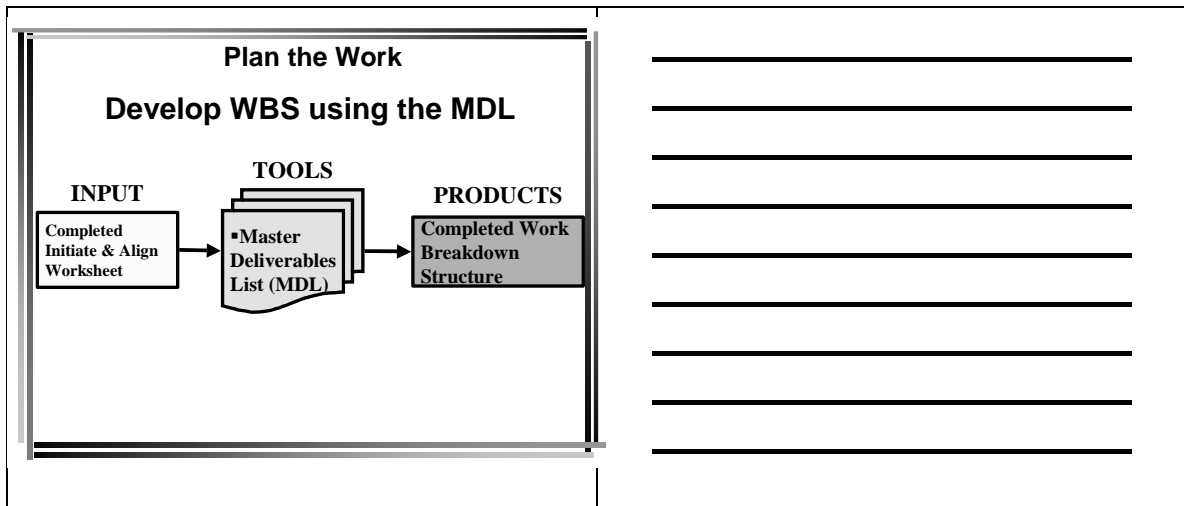 Plan the Work
Develop WBS using the MDL
INPUT
Completed
Initiate & Align
Worksheet
TOOLS
▪Master
Deliverables
List (MDL)
PRODUCTS
Completed Work
Breakdown
Structure